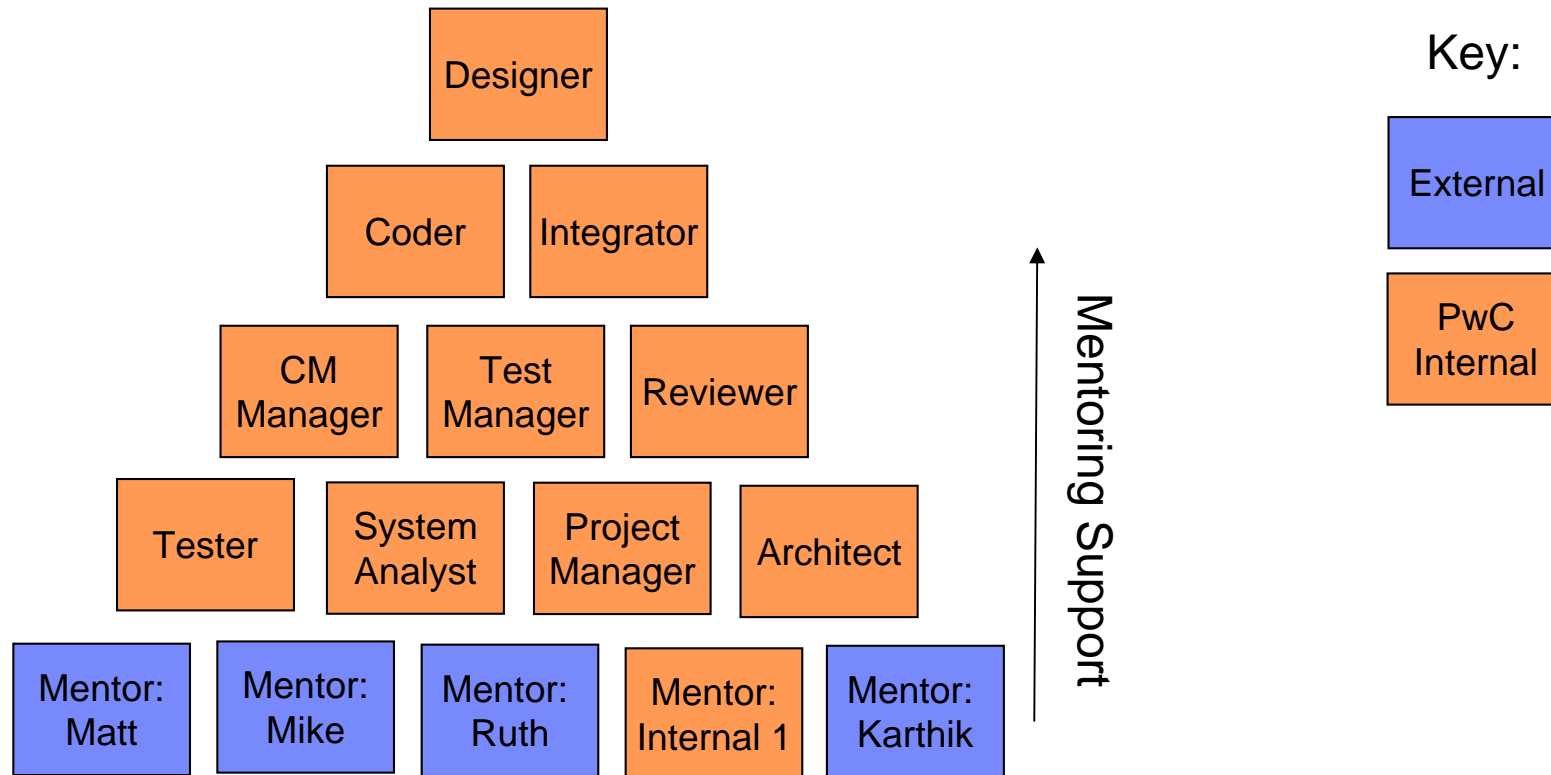 Designer
Key:
Coder
Integrator
External
CM
Manager
Test
Manager
Reviewer
PwC
Internal
Mentoring Support
Tester
System
Analyst
Project
Manager
Architect
Mentor:
Matt
Mentor:
Mike
Mentor:
Ruth
Mentor:
Internal 1
Mentor:
Karthik